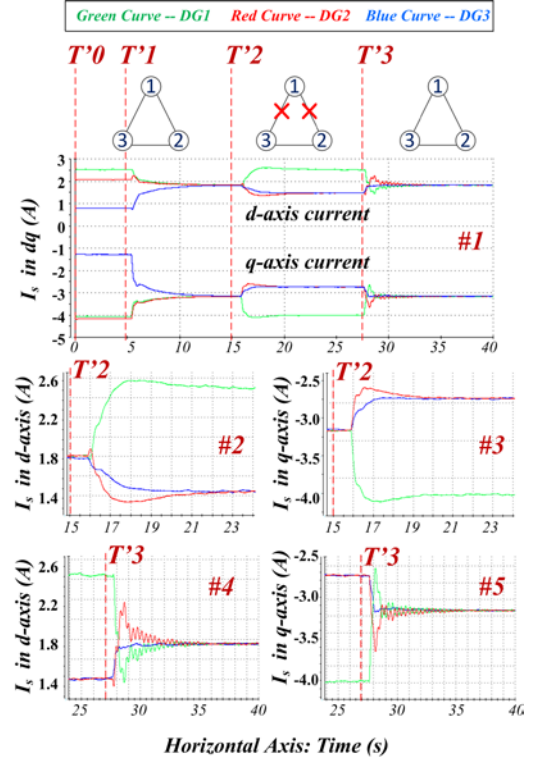 Green Curve -- DG1 Red Curve -- DG2 Blue Curve -- DG3
T'0 T'1 T'2 T'3
1 1 1
3 2 3 2 3 2
I_s in dq (A)
3
2
1
0
-1
-2
-3
-4
-5
d-axis current
q-axis current
#1
0 5 10 15 20 25 30 35 40
T'2
I_s in d-axis (A)
2.6
2.2
1.8
1.4
#2
15 17 19 21 23
T'2
I_s in q-axis (A)
-2.5
-3.0
-3.5
-4.0
#3
15 17 19 21 23
T'3
I_s in d-axis (A)
2.6
2.2
1.8
1.4
#4
25 30 35 40
T'3
I_s in q-axis (A)
-2.5
-3.0
-3.5
-4.0
#5
25 30 35 40
Horizontal Axis: Time (s)